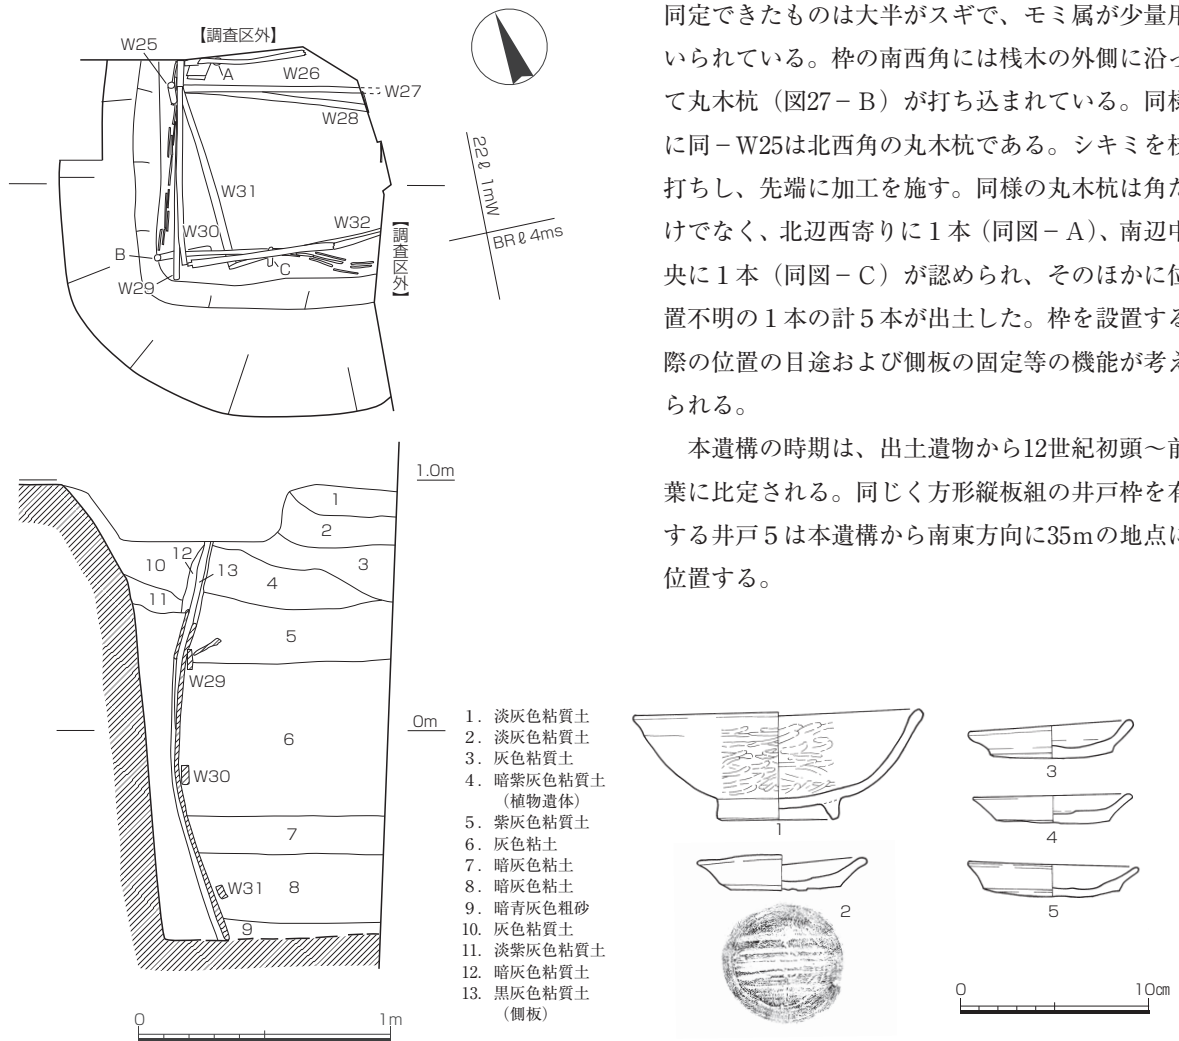 同定できたものは大半がスギで、モミ属が少量用
いられている。枠の南西角には桟木の外側に沿っ
て丸木杭（図27－B）が打ち込まれている。同様
に同－W25は北西角の丸木杭である。シキミを枝
打ちし、先端に加工を施す。同様の丸木杭は角だ
けでなく、北辺西寄りに１本（同図－A）、南辺中
央に１本（同図－C）が認められ、そのほかに位
置不明の１本の計５本が出土した。枠を設置する
際の位置の目途および側板の固定等の機能が考え
られる。
本遺構の時期は、出土遺物から12世紀初頭～前
葉に比定される。同じく方形縦板組の井戸枠を有
する井戸５は本遺構から南東方向に35mの地点に
位置する。
【調査区外】
W25
A
W26
W27
W28
W31
W30
W32
B
C
W29
【調査区外】
22ℓ 1mW
BRℓ4ms
1.0m
1
2
3
12
10
13
4
11
5
W29
0m
6
W30
7
W31
8
9
0
1m
1. 淡灰色粘質土
2. 淡灰色粘質土
3. 灰色粘質土
4. 暗紫灰色粘質土
（植物遺体）
5. 紫灰色粘質土
6. 灰色粘土
7. 暗灰色粘土
8. 暗灰色粘土
9. 暗青灰色粗砂
10. 灰色粘質土
11. 淡紫灰色粘質土
12. 暗灰色粘質土
13. 黒灰色粘質土
（側板）
1
2
3
4
5
0
10㎝